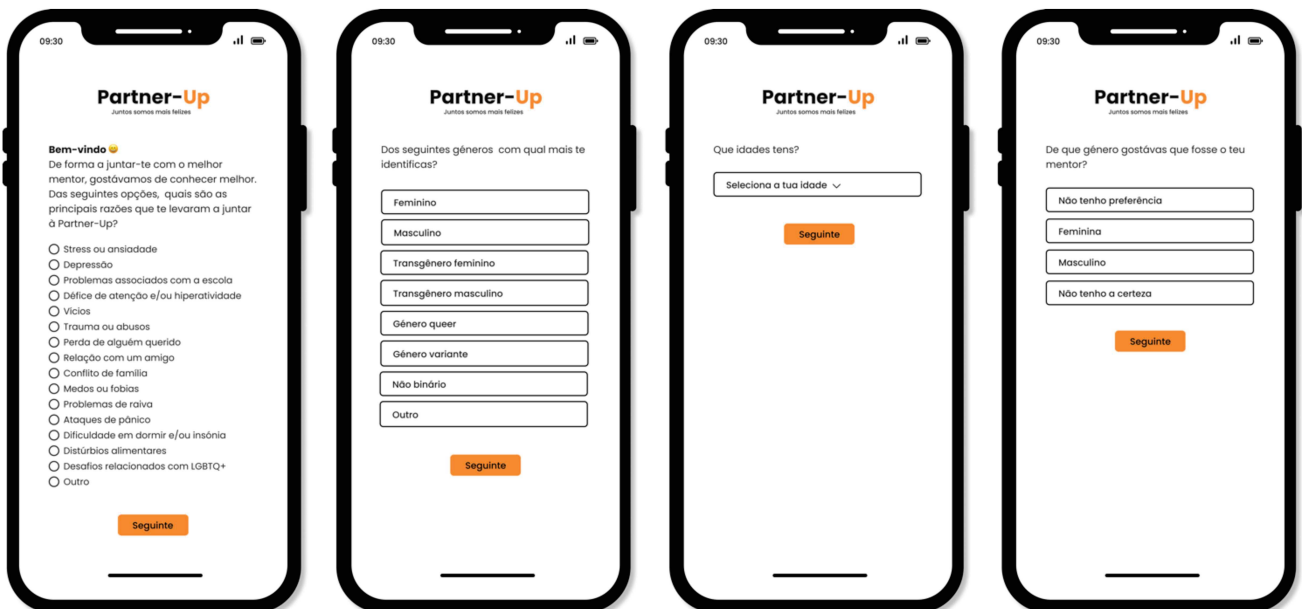 09:30
Partner-Up
Juntos somos mais felizes
Bem-vindo 😄
De forma a juntar-te com o melhor
mentor, gostávamos de conhecer melhor.
Das seguintes opções, quais são as
principais razões que te levaram a juntar
à Partner-Up?
Stress ou ansiadade
Depressão
Problemas associados com a escola
Défice de atenção e/ou hiperatividade
Vicios
Trauma ou abusos
Perda de alguém querido
Relação com um amigo
Conflito de família
Medos ou fobias
Problemas de raiva
Ataques de pânico
Dificuldade em dormir e/ou insónia
Distúrbios alimentares
Desafios relacionados com LGBTQ+
Outro
Seguinte
09:30
Partner-Up
Juntos somos mais felizes
Dos seguintes géneros com qual mais te
identificas?
Feminino
Masculino
Transgênero feminino
Transgênero masculino
Género queer
Género variante
Não binário
Outro
Seguinte
09:30
Partner-Up
Juntos somos mais felizes
Que idades tens?
Seleciona a tua idade
Seguinte
09:30
Partner-Up
Juntos somos mais felizes
De que género gostávas que fosse o teu
mentor?
Não tenho preferência
Feminina
Masculino
Não tenho a certeza
Seguinte